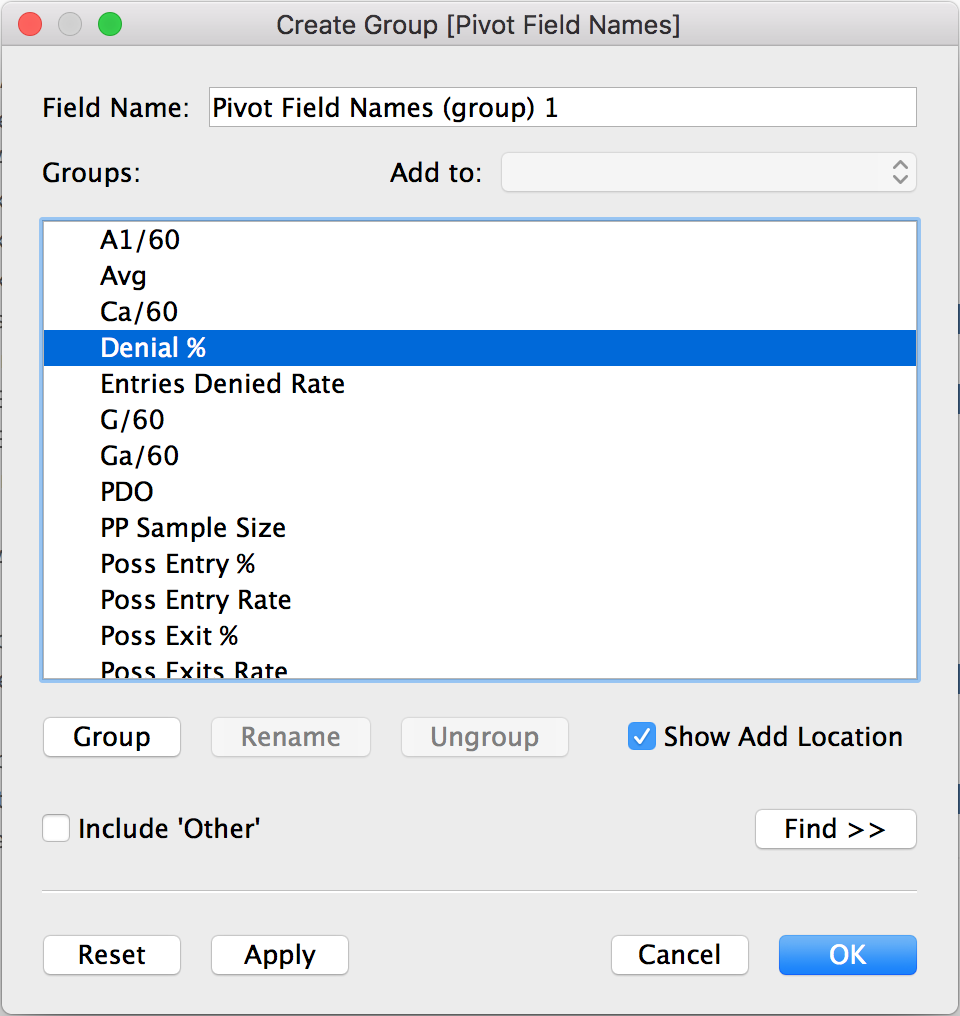 Create Group [Pivot Field Names]
Field Name: Pivot Field Names (group) 1
Groups: Add to:
A1/60
Avg
Ca/60
Denial %
Entries Denied Rate
G/60
Ga/60
PDO
PP Sample Size
Poss Entry %
Poss Entry Rate
Poss Exit %
Poss Exits Rate
Group Rename Ungroup Show Add Location
Include 'Other' Find >>
Reset Apply Cancel OK